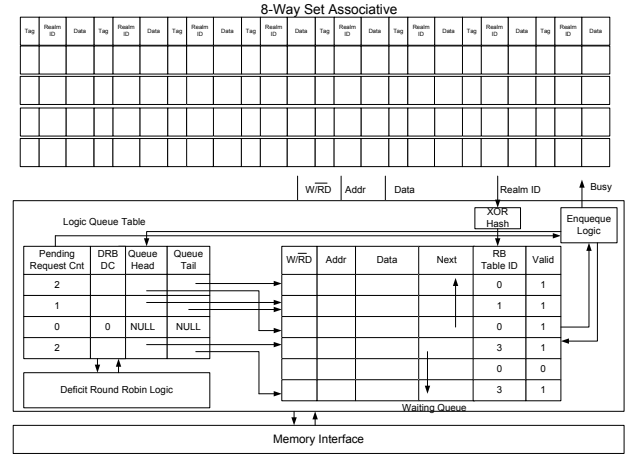 8-Way Set Associative
Tag Realm ID Data Tag Realm ID Data Tag Realm ID Data Tag Realm ID Data Tag Realm ID Data Tag Realm ID Data Tag Realm ID Data Tag Realm ID Data
W/RD Addr Data Realm ID Busy
XOR Hash
Enqueque Logic
Logic Queue Table
Pending Request Cnt DRB DC Queue Head Queue Tail
2
1
0 0 NULL NULL
2
Deficit Round Robin Logic
W/RD Addr Data Next RB Table ID Valid
0 1
1 1
0 1
3 1
0 0
3 1
Waiting Queue
Memory Interface